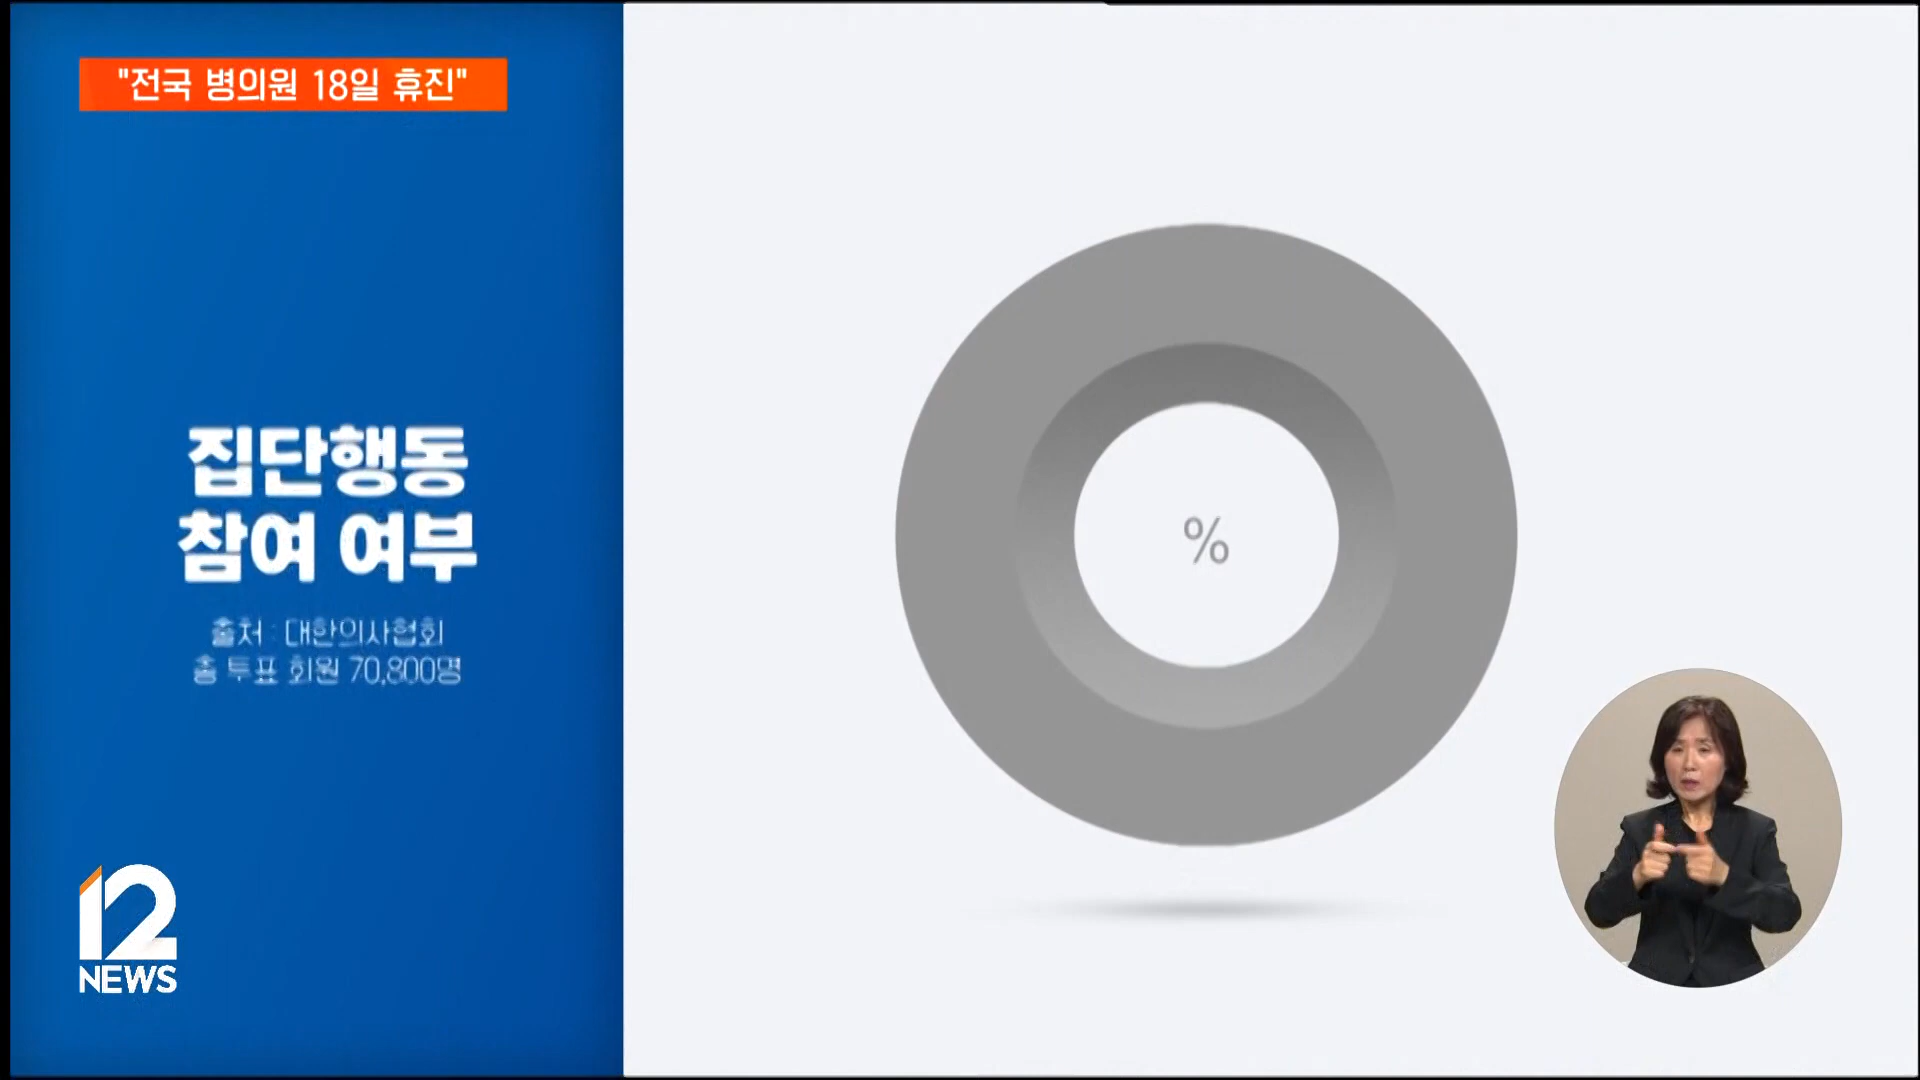 "전국 병의원 18일 휴진"
집단행동
참여 여부
출처 : 대한의사협회
총 투표 회원 70,800명
%
12
NEWS